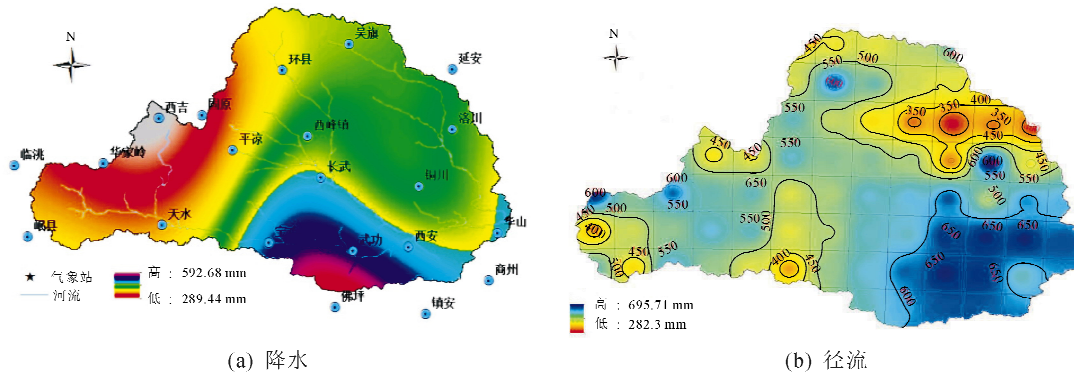 N
吴旗
环县
延安
西吉
固原
西峰镇
洛川
平凉
临洮
华家岭
长武
铜川
天水
岷县
华山
武功
西安
商州
佛坪
镇安
气象站
河流
高：592.68 mm
低：289.44 mm
(a) 降水
N
450
450
500
600
550
550
400
350
350
350
450
600
500
550
450
450
650
600
600
550
650
550
500
450
400
450
500
550
500
400
450
650
650
650
650
650
600
高：695.71 mm
低：282.3 mm
(b) 径流